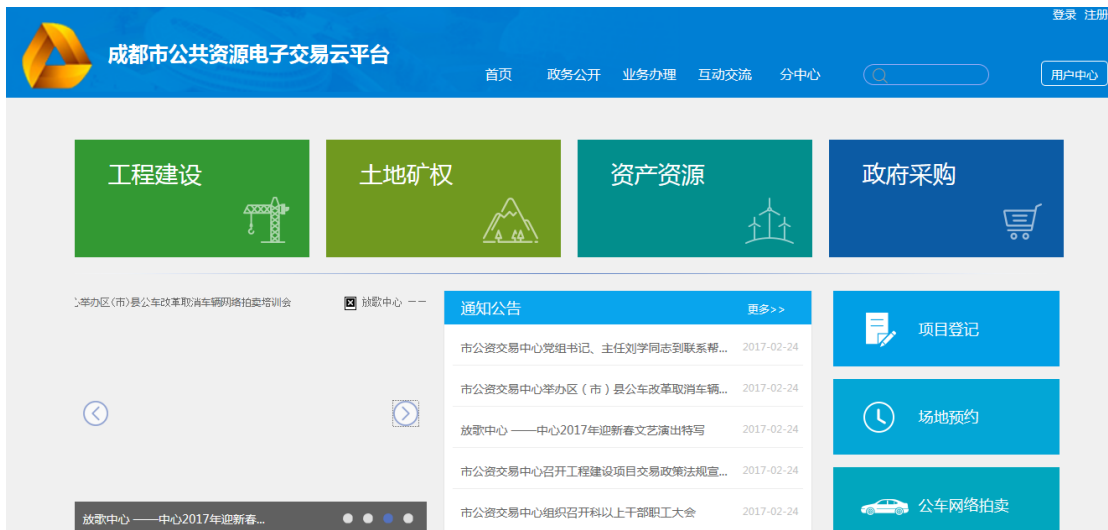 登录 注册
成都市公共资源电子交易云平台
首页 政务公开 业务办理 互动交流 分中心
用户中心
工程建设 土地矿权 资产资源 政府采购
心举办区(市)县公车改革取消车辆网络拍卖培训会 放歌中心 ——
通知公告 更多>>
市公资交易中心党组书记、主任刘学同志到联系帮... 2017-02-24
市公资交易中心举办区（市）县公车改革取消车辆... 2017-02-24
放歌中心 ——中心2017年迎新春文艺演出特写 2017-02-24
市公资交易中心召开工程建设项目交易政策法规宣... 2017-02-24
市公资交易中心组织召开科以上干部职工大会 2017-02-24
放歌中心 ——中心2017年迎新春...
项目登记
场地预约
公车网络拍卖